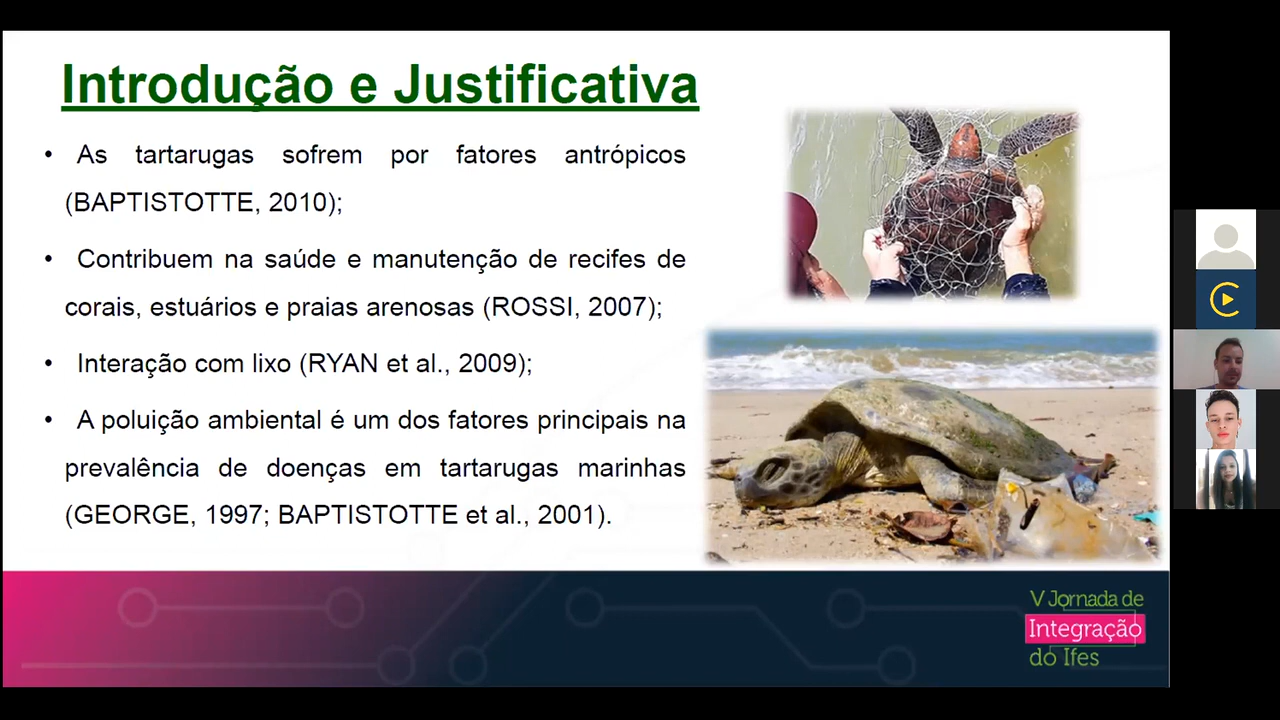 Introdução e Justificativa
• As tartarugas sofrem por fatores antrópicos
(BAPTISTOTTE, 2010);
• Contribuem na saúde e manutenção de recifes de
corais, estuários e praias arenosas (ROSSI, 2007);
• Interação com lixo (RYAN et al., 2009);
• A poluição ambiental é um dos fatores principais na
prevalência de doenças em tartarugas marinhas
(GEORGE, 1997; BAPTISTOTTE et al., 2001).
V Jornada de
Integração
do Ifes